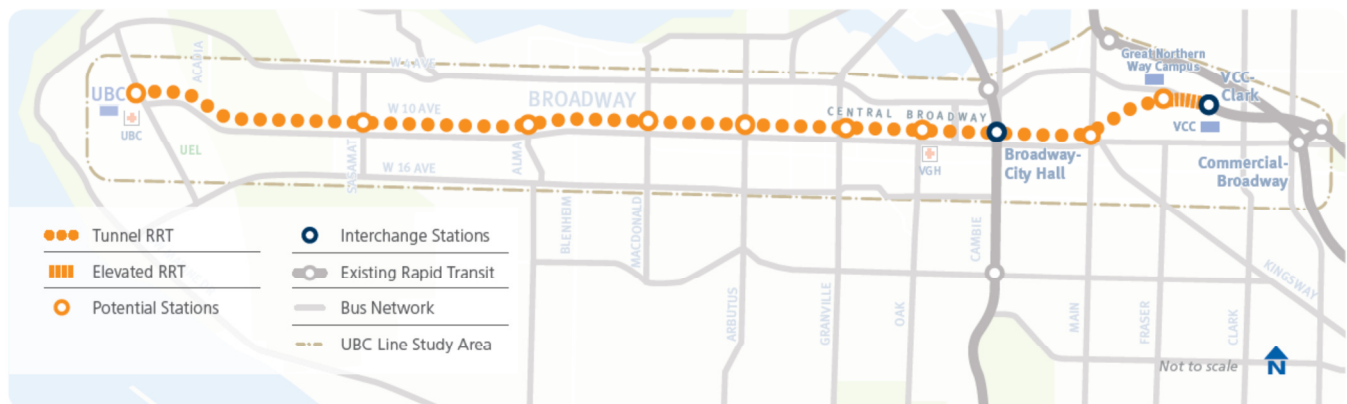 Great Northern
Way Campus
VCC-
Clark
UBC
ACADIA
W 4 AVE
BROADWAY
W 10 AVE
CENTRAL BROADWAY
VCC
UBC
UEL
SASAMAT
ALMA
W 16 AVE
VGH
Broadway-
City Hall
Commercial-
Broadway
BLENHEM
MACDONALD
CAMBIE
KINGSWAY
ARBUTUS
GRANVILLE
OAK
MAIN
FRASER
CLARK
Tunnel RRT
Interchange Stations
Elevated RRT
Existing Rapid Transit
Potential Stations
Bus Network
UBC Line Study Area
Not to scale
N